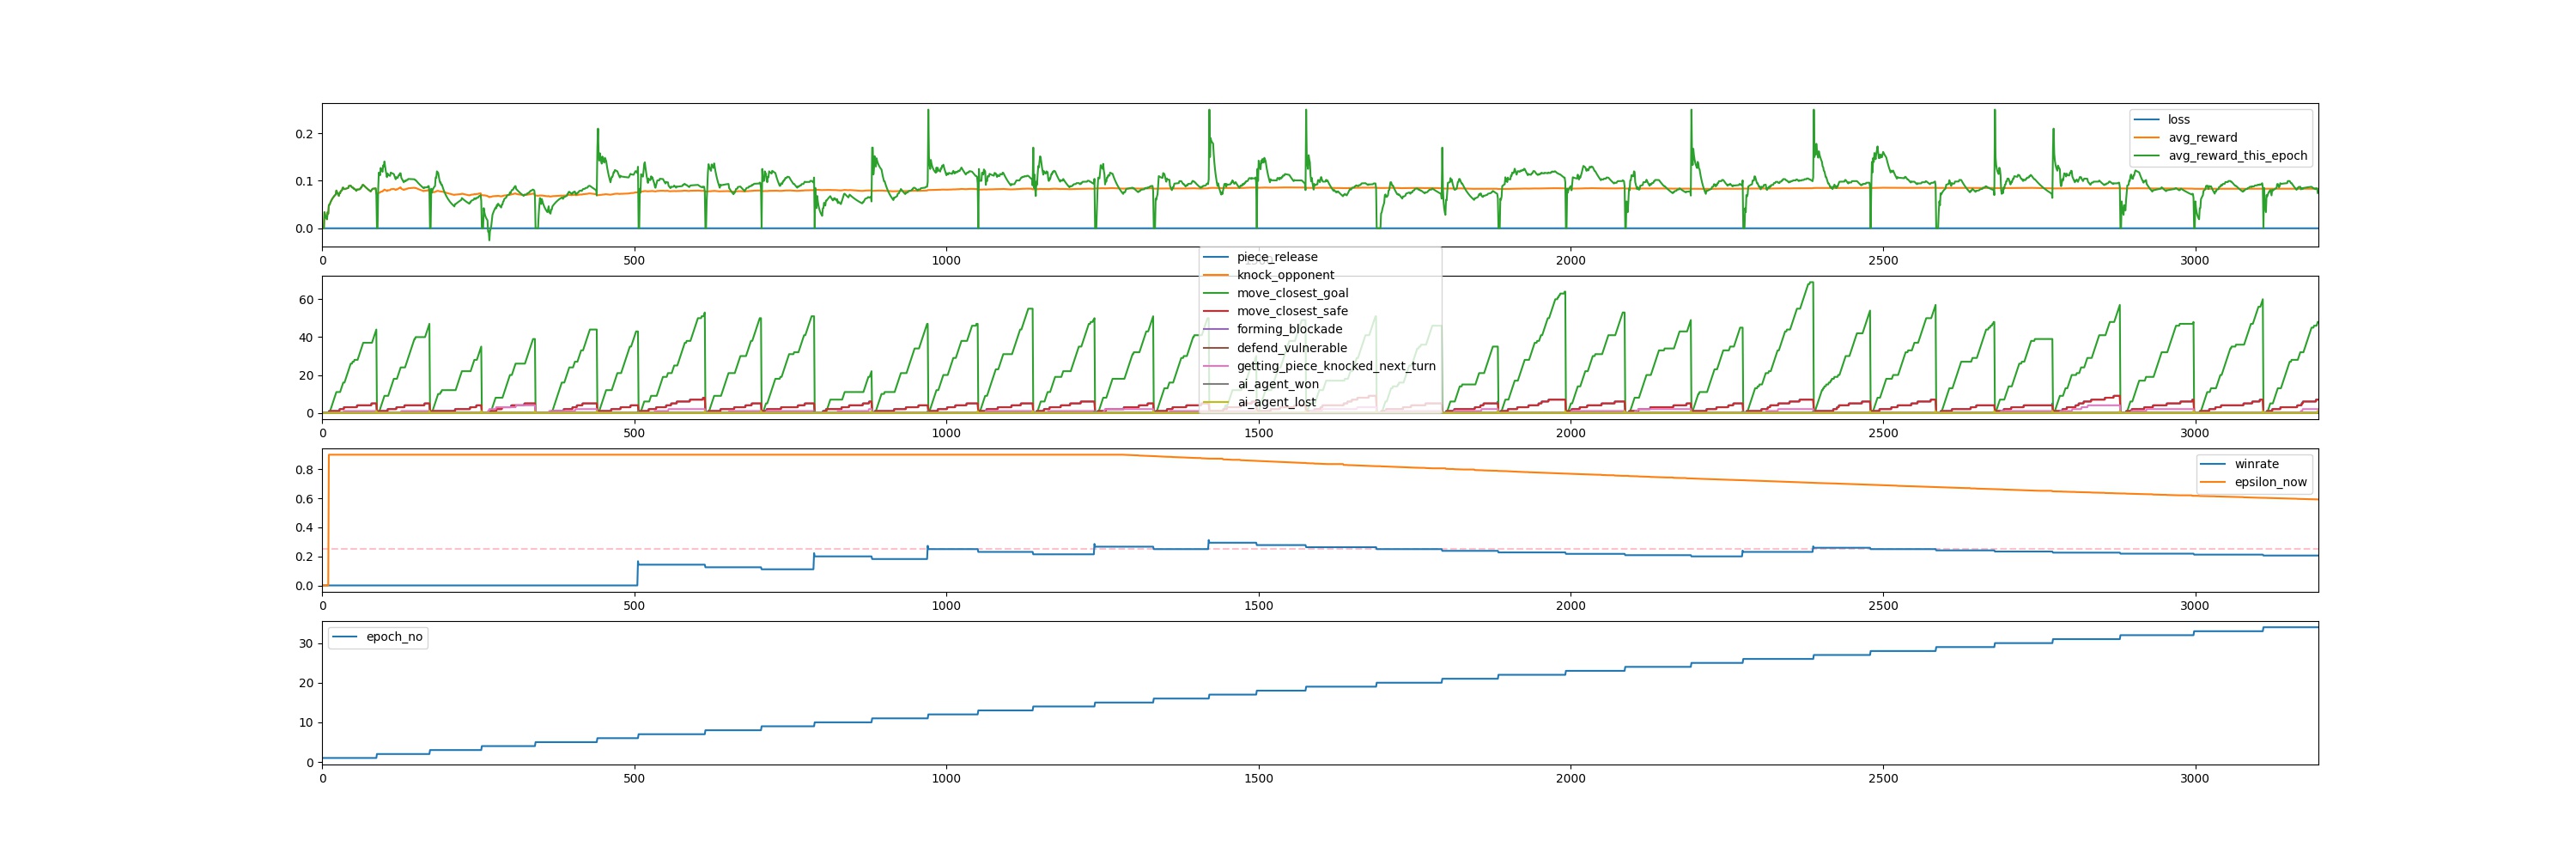 0.2
0.1
0.0
loss
avg_reward
avg_reward_this_epoch
0 500 1000 2000 2500 3000
60
40
20
0
piece_release
knock_opponent
move_closest_goal
move_closest_safe
forming_blockade
defend_vulnerable
getting_piece_knocked_next_turn
ai_agent_won
ai_agent_lost
0 500 1000 1500 2000 2500 3000
0.8
0.6
0.4
0.2
0.0
winrate
epsilon_now
0 500 1000 1500 2000 2500 3000
30
20
10
0
epoch_no
0 500 1000 1500 2000 2500 3000